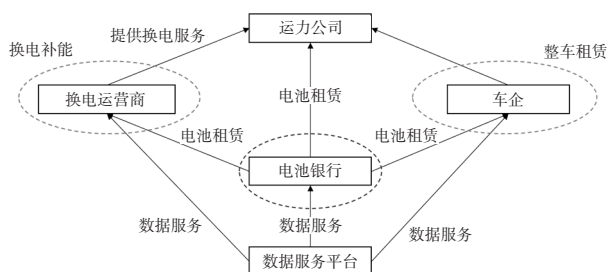 运力公司
提供换电服务
换电补能
整车租赁
换电运营商
电池租赁
车企
电池租赁
电池租赁
电池银行
数据服务
数据服务
数据服务
数据服务平台